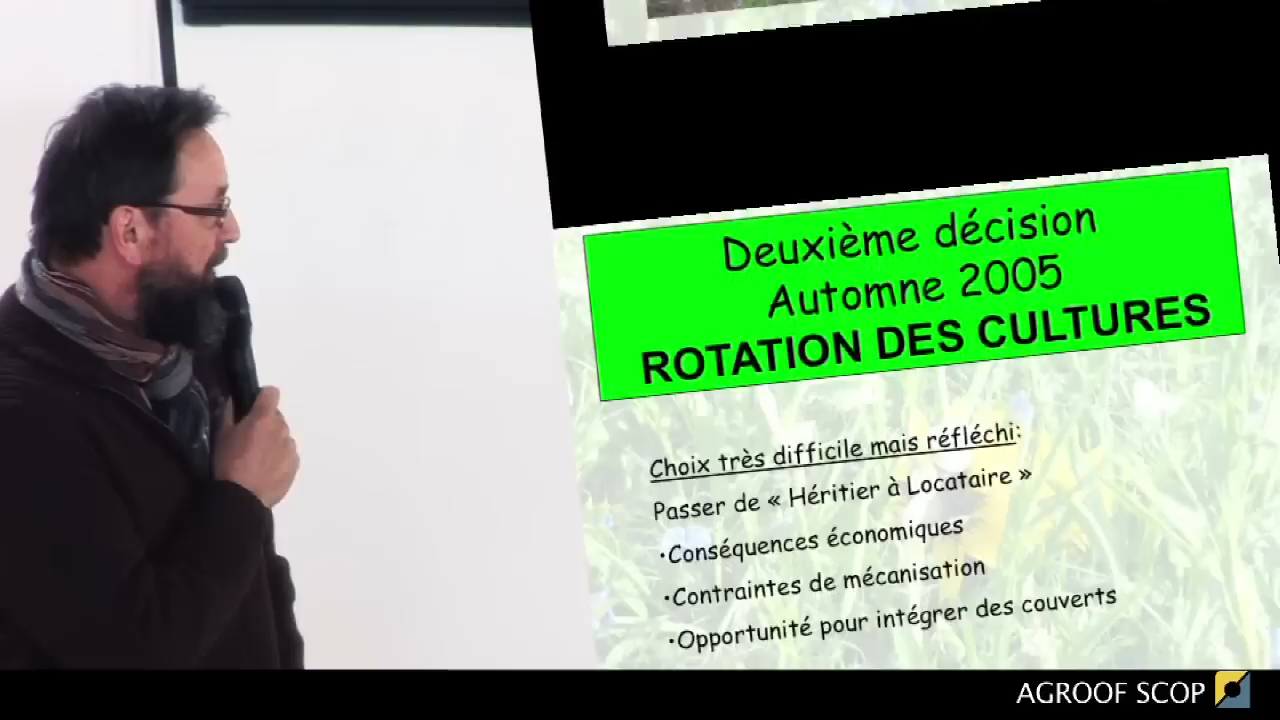 Deuxième décision
Automne 2005
ROTATION DES CULTURES
Choix très difficile mais réfléchi:
Passer de « Héritier à Locataire »
•Conséquences économiques
•Contraintes de mécanisation
•Opportunité pour intégrer des couverts
AGROOF SCOP